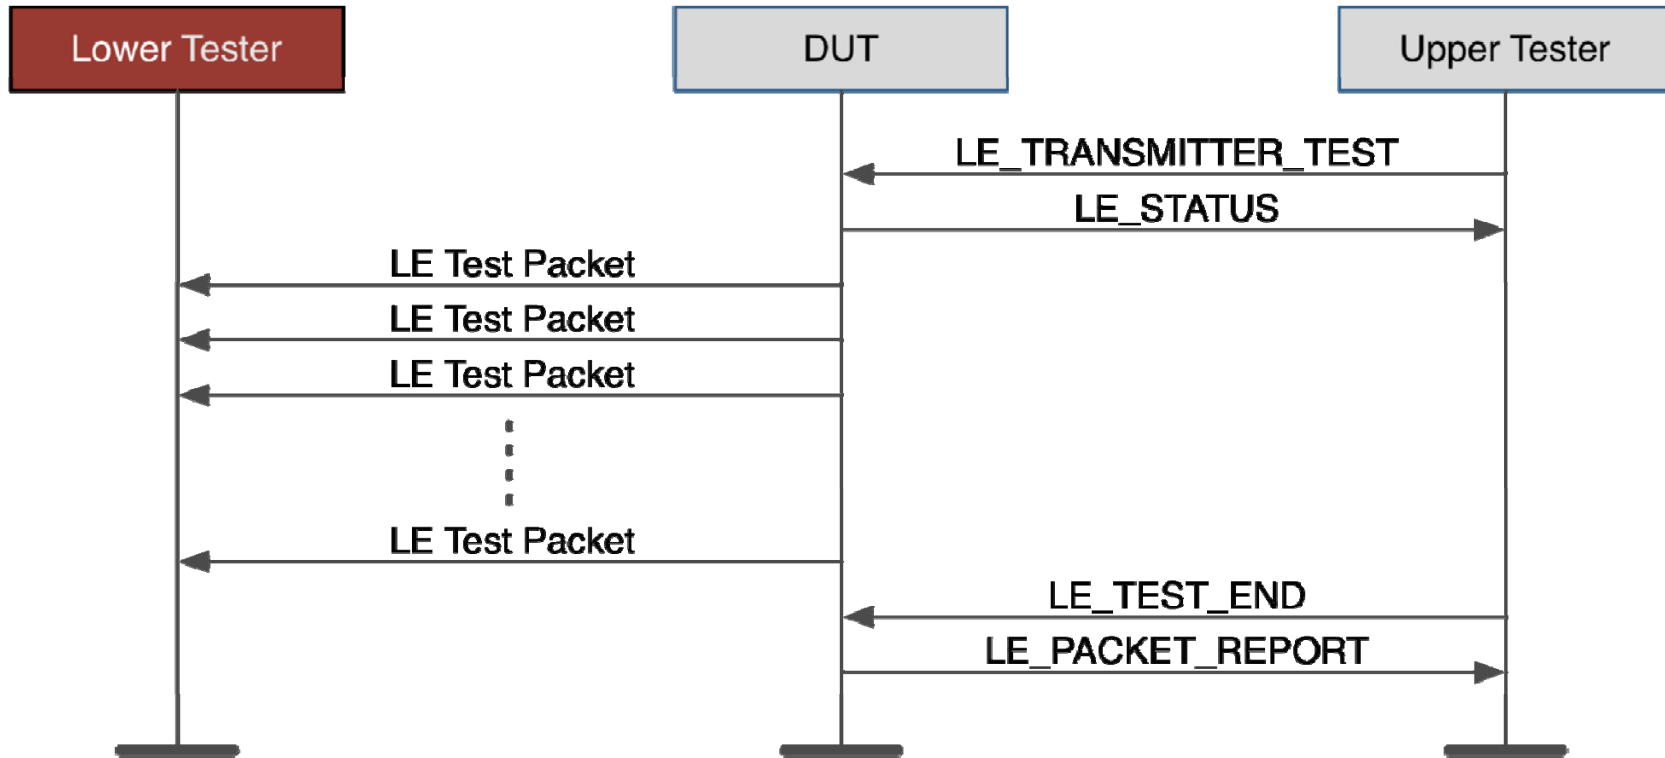 Lower Tester
DUT
Upper Tester
LE_TRANSMITTER_TEST
LE_STATUS
LE Test Packet
LE Test Packet
LE Test Packet
LE Test Packet
LE_TEST_END
LE_PACKET_REPORT